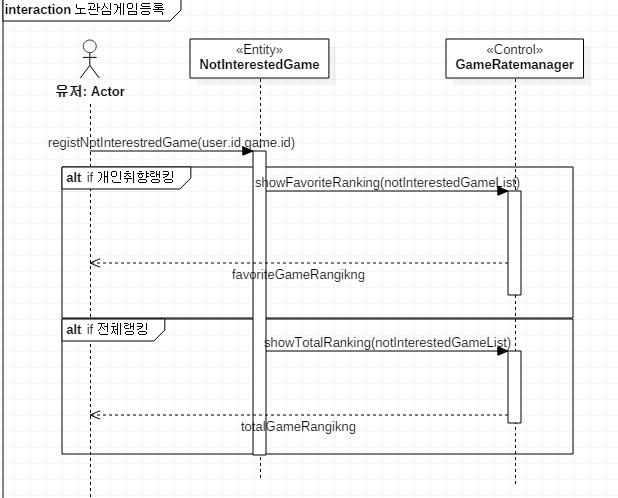 interaction 노관심게임등록
«Entity»
NotInterestedGame
«Control»
GameRatemanager
유저: Actor
registNotInterestredGame(user.id,game.id)
alt if 개인취향랭킹
showFavoriteRanking(notInterestedGameList)
favoriteGameRangikng
alt if 전체랭킹
showTotalRanking(notInterestedGameList)
totalGameRangikng